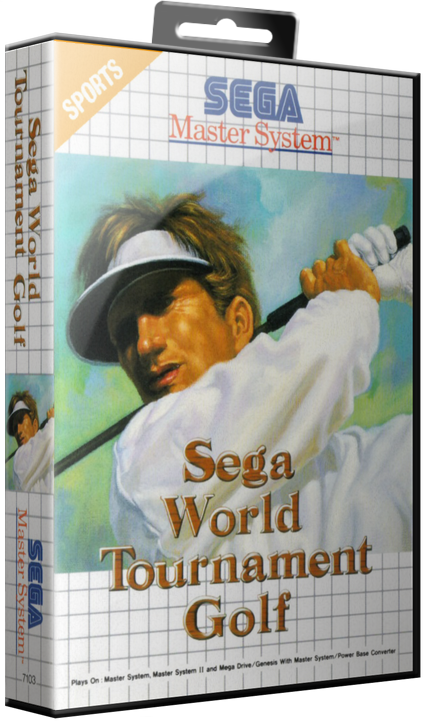 SPORTS
SEGA
Master System™
Sega
World
Tournament
Golf
Plays On : Master System, Master System II and Mega Drive/Genesis With Master System/Power Base Converter
Sega World
Tournament Golf
SEGA
Master System
7103